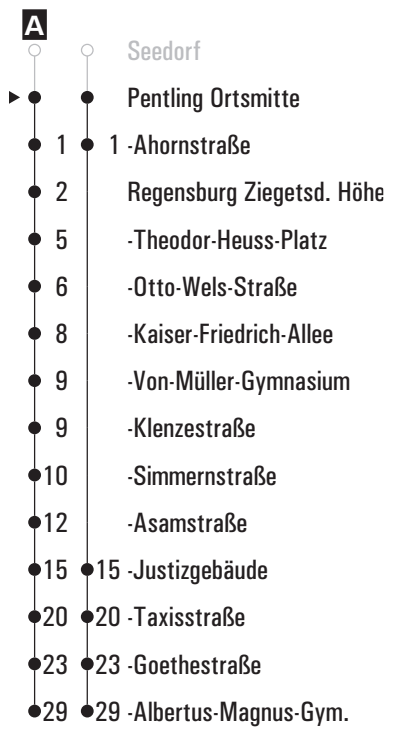 A
Seedorf
Pentling Ortsmitte
1 1 -Ahornstraße
2 Regensburg Ziegetsd. Höhe
5 -Theodor-Heuss-Platz
6 -Otto-Wels-Straße
8 -Kaiser-Friedrich-Allee
9 -Von-Müller-Gymnasium
9 -Klenzestraße
10 -Simmernstraße
12 -Asamstraße
15 15 -Justizgebäude
20 20 -Taxisstraße
23 23 -Goethestraße
29 29 -Albertus-Magnus-Gym.